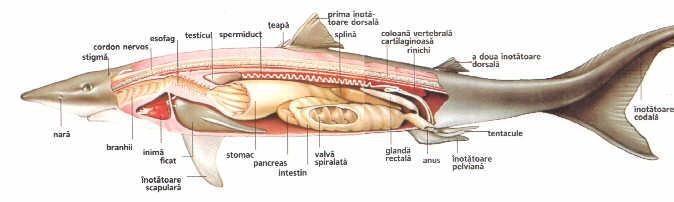 prima înotă-
toare dorsală
țeapă
splină
coloană vertebrală
cartilaginoasă
rinichi
a doua înotătoare
dorsală
spermiduct
testicul
esofag
cordon nervos
stigmă
nară
branhii
inimă
ficat
înotătoare
scapulară
stomac
pancreas
intestin
valvă
spiralată
glandă
rectală
anus
înotătoare
pelviană
tentacule
înotătoare
codală